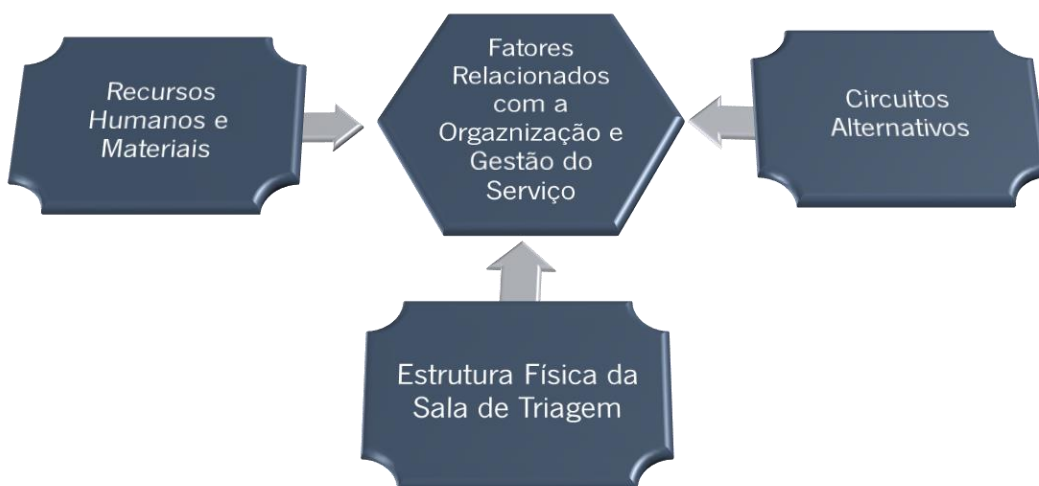 Recursos
Humanos e
Materiais
Fatores
Relacionados
com a
Orgaznização e
Gestão do
Serviço
Circuitos
Alternativos
Estrutura Física da
Sala de Triagem